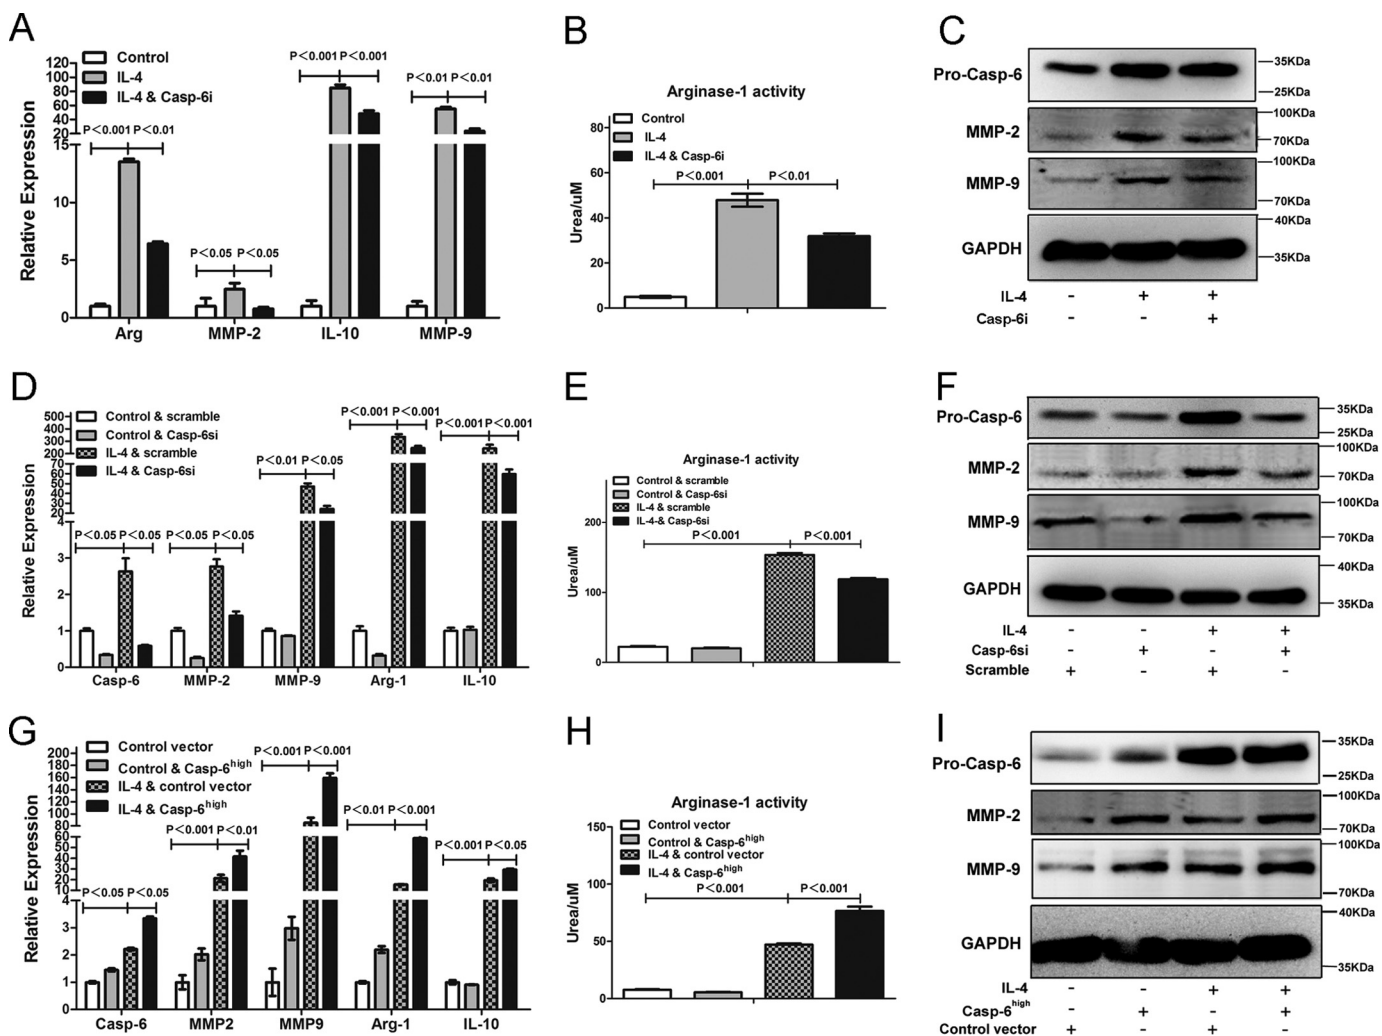 A
Control
IL-4
IL-4 & Casp-6i
Relative Expression
120
100
80
60
40
20
15
10
5
0
P<0.001 P<0.01
P<0.05 P<0.05
P<0.001 P<0.001
P<0.01 P<0.01
Arg MMP-2 IL-10 MMP-9
B
Arginase-1 activity
Control
IL-4
IL-4 & Casp-6i
Urea/uM
80
60
40
20
0
P<0.001 P<0.01
C
Pro-Casp-6 35KDa
25KDa
MMP-2 100KDa
70KDa
MMP-9 100KDa
70KDa
GAPDH 40KDa
35KDa
IL-4 - + +
Casp-6i - - +
D
Control & scramble
Control & Casp-6si
IL-4 & scramble
IL-4 & Casp-6si
Relative Expression
500
400
300
200
70
60
50
40
30
20
4
3
2
1
0
P<0.05 P<0.05
P<0.05 P<0.05
P<0.01 P<0.05
P<0.001 P<0.001
P<0.001 P<0.001
Casp-6 MMP-2 MMP-9 Arg-1 IL-10
E
Arginase-1 activity
Control & scramble
Control & Casp-6si
IL-4 & scramble
IL-4 & Casp-6si
Urea/uM
200
100
0
P<0.001 P<0.001
F
Pro-Casp-6 35KDa
25KDa
MMP-2 100KDa
70KDa
MMP-9 100KDa
70KDa
GAPDH 40KDa
35KDa
IL-4 - - + +
Casp-6si - + - +
Scramble + - + -
G
Control vector
Control & Casp-6high
IL-4 & control vector
IL-4 & Casp-6high
Relative Expression
200
180
160
140
120
100
80
60
50
40
30
20
10
4
3
2
1
0
P<0.05 P<0.05
P<0.001 P<0.01
P<0.001 P<0.001
P<0.01 P<0.001
P<0.001 P<0.05
Casp-6 MMP2 MMP9 Arg-1 IL-10
H
Arginase-1 activity
Control vector
Control & Casp-6high
IL-4 & control vector
IL-4 & Casp-6high
Urea/uM
150
100
50
0
P<0.001 P<0.001
I
Pro-Casp-6 35KDa
25KDa
MMP-2 100KDa
70KDa
MMP-9 100KDa
70KDa
GAPDH 40KDa
35KDa
IL-4 - - + +
Casp-6high - + - +
Control vector + - + -